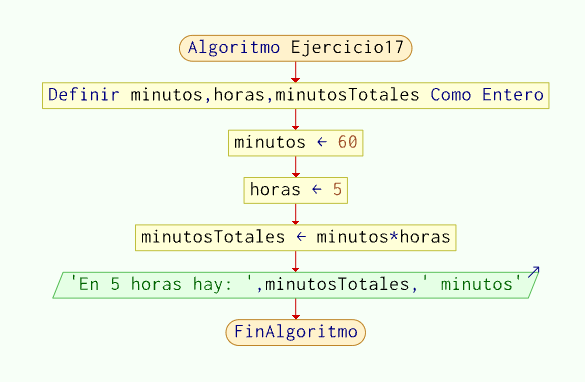 Algoritmo Ejercicio17
Definir minutos,horas,minutosTotales Como Entero
minutos ← 60
horas ← 5
minutosTotales ← minutos*horas
'En 5 horas hay: ',minutosTotales,' minutos'
FinAlgoritmo